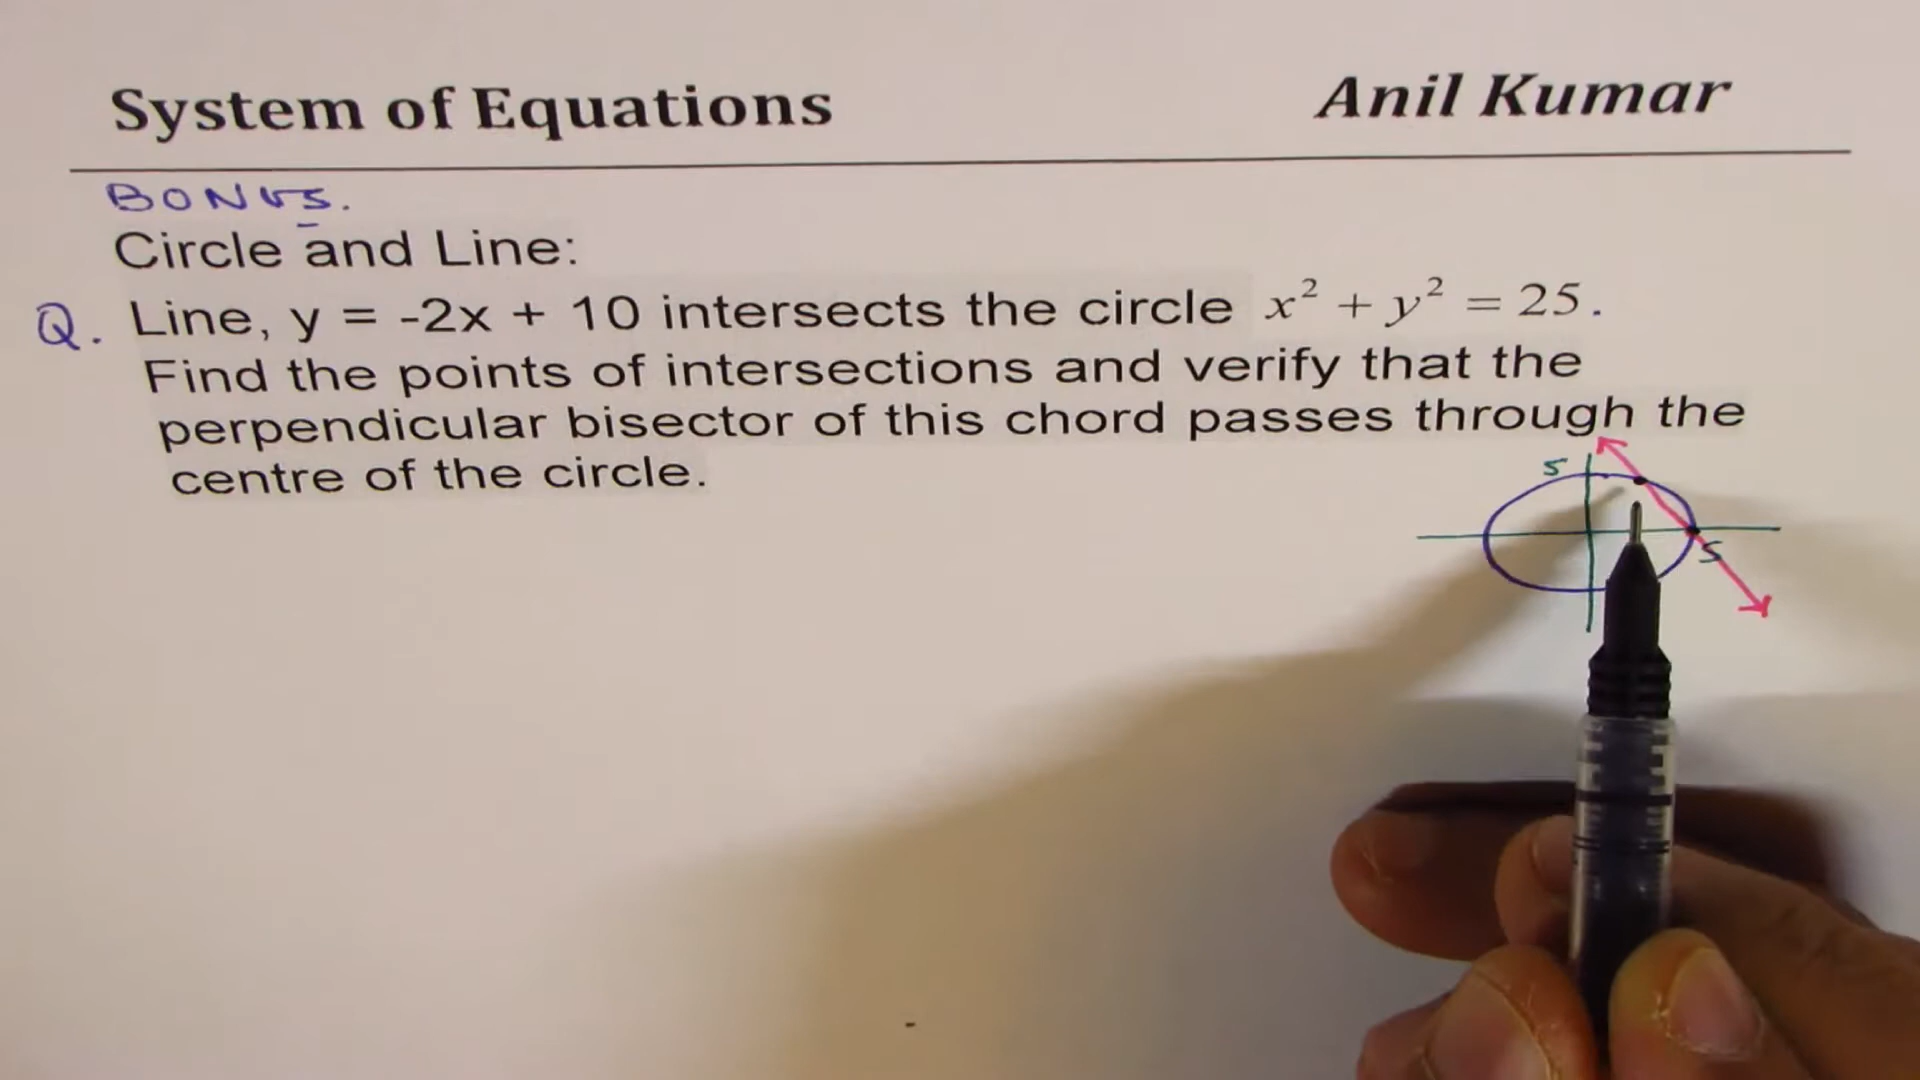 System of Equations
Anil Kumar
BONUS.
Circle and Line:
Q. Line, y = -2x + 10 intersects the circle x² + y² = 25.
Find the points of intersections and verify that the
perpendicular bisector of this chord passes through the
centre of the circle.
5
5